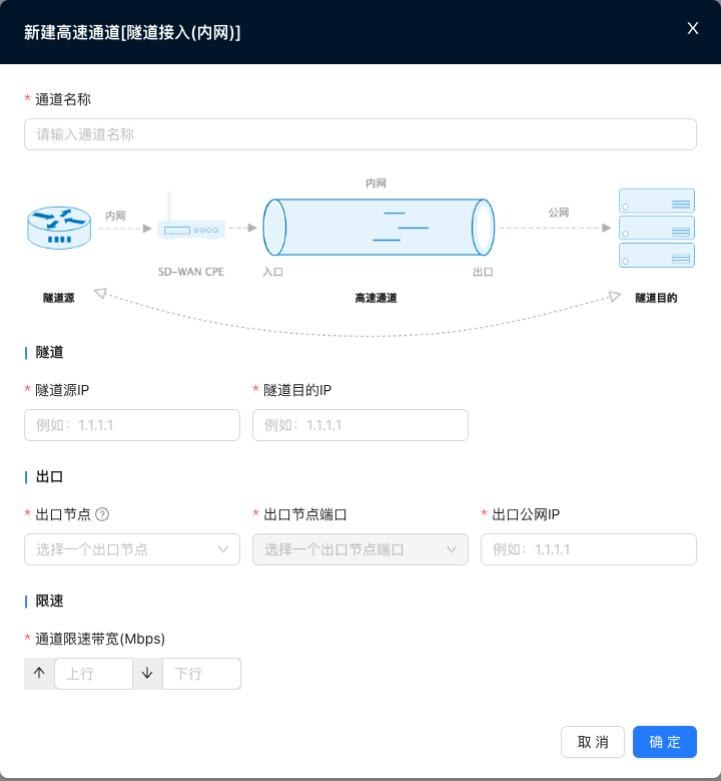 新建高速通道[隧道接入(内网)]
X
* 通道名称
请输入通道名称
内网
内网
公网
SD-WAN CPE
入口
出口
隧道源
高速通道
隧道目的
隧道
* 隧道源IP
* 隧道目的IP
例如：1.1.1.1
例如：1.1.1.1
出口
* 出口节点 ?
* 出口节点端口
* 出口公网IP
选择一个出口节点
选择一个出口节点端口
例如：1.1.1.1
限速
* 通道限速带宽(Mbps)
↑ 上行 ↓ 下行
取 消
确 定